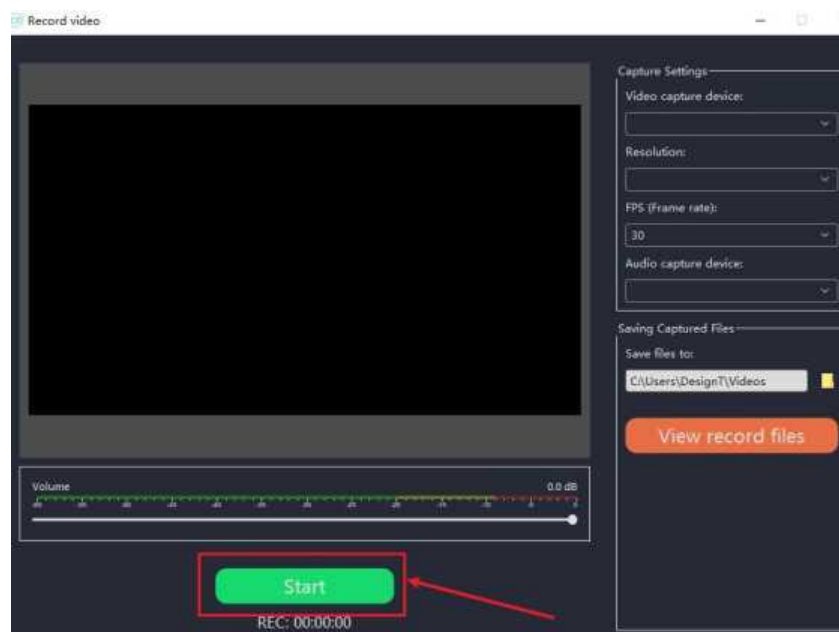 Record video
Capture Settings
Video capture device:
Resolution:
FPS (Frame rate):
30
Audio capture device:
Saving Captured Files
Save files to:
C:\Users\DesignT\Videos
View record files
Volume
0.0 dB
Start
REC: 00:00:00